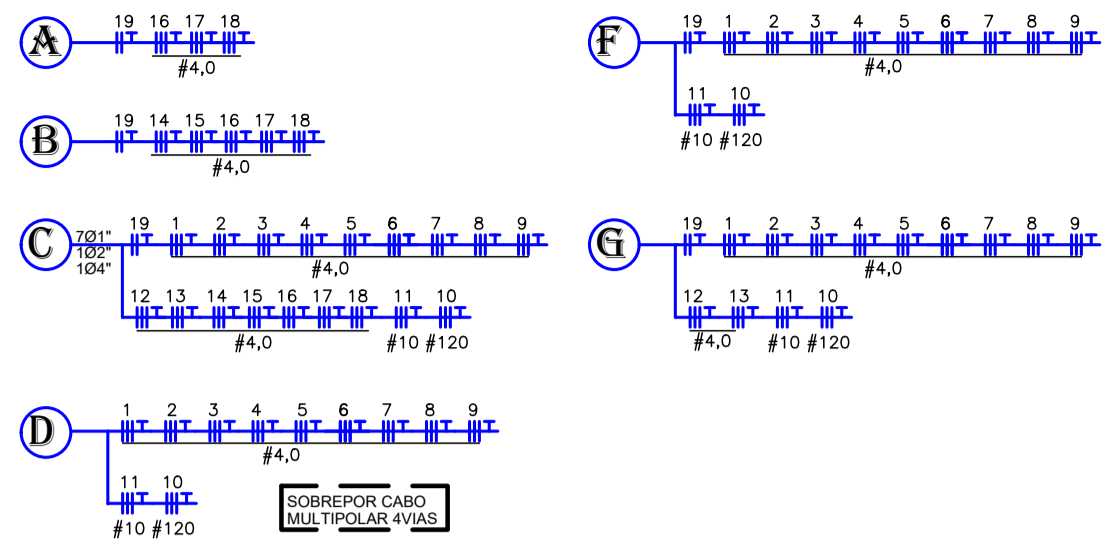 A 19 16 17 18
#4,0
B 19 14 15 16 17 18
#4,0
C 7Ø1" 19 1 2 3 4 5 6 7 8 9
1Ø2"
1Ø4"
#4,0
12 13 14 15 16 17 18 11 10
#4,0 #10 #120
D 1 2 3 4 5 6 7 8 9
#4,0
11 10
#10 #120
SOBREPOR CABO
MULTIPOLAR 4VIAS
F 19 1 2 3 4 5 6 7 8 9
#4,0
11 10
#10 #120
G 19 1 2 3 4 5 6 7 8 9
#4,0
12 13 11 10
#4,0 #10 #120